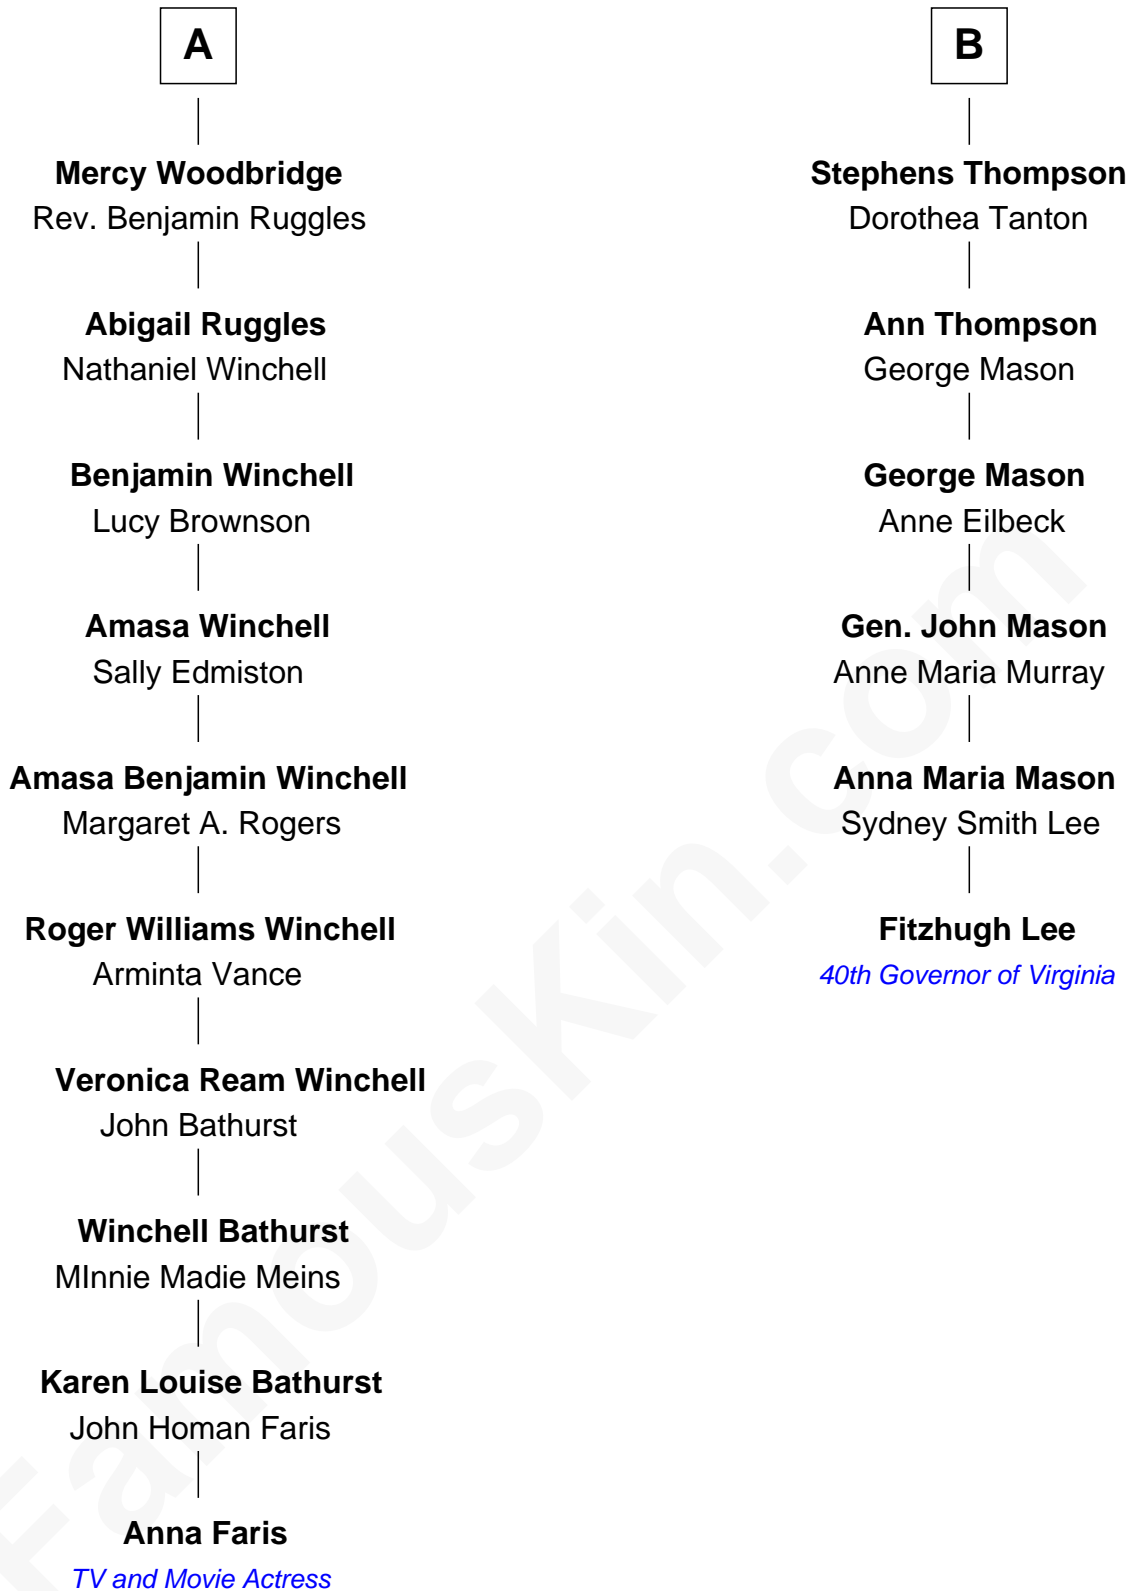 A
Mercy Woodbridge
Rev. Benjamin Ruggles
Abigail Ruggles
Nathaniel Winchell
Benjamin Winchell
Lucy Brownson
Amasa Winchell
Sally Edmiston
Amasa Benjamin Winchell
Margaret A. Rogers
Roger Williams Winchell
Arminta Vance
Veronica Ream Winchell
John Bathurst
Winchell Bathurst
MInnie Madie Meins
Karen Louise Bathurst
John Homan Faris
Anna Faris
TV and Movie Actress
B
Stephens Thompson
Dorothea Tanton
Ann Thompson
George Mason
George Mason
Anne Eilbeck
Gen. John Mason
Anne Maria Murray
Anna Maria Mason
Sydney Smith Lee
Fitzhugh Lee
40th Governor of Virginia
FamousKin.com